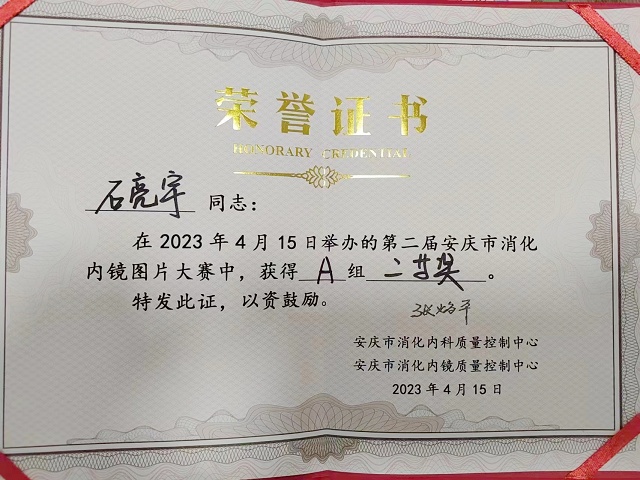 荣誉证书
HONORARY CREDENTIAL
石亮宇 同志：
在 2023 年 4 月 15 日举办的第二届安庆市消化
内镜图片大赛中，获得 A 组 二等奖 。
特发此证，以资鼓励。
安庆市消化内科质量控制中心
安庆市消化内镜质量控制中心
2023 年 4 月 15 日